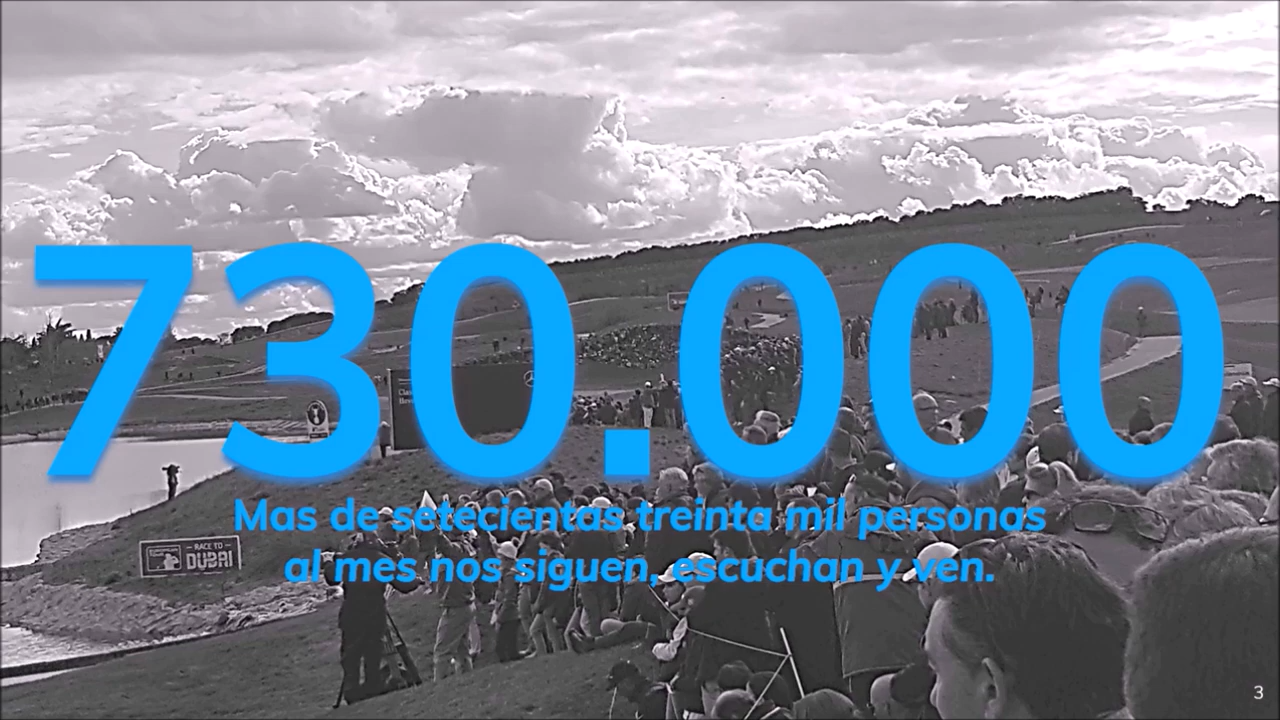 730.000
Mas de setecientas treinta mil personas
al mes nos siguen, escuchan y ven.
RACE TO
DUBAI
3